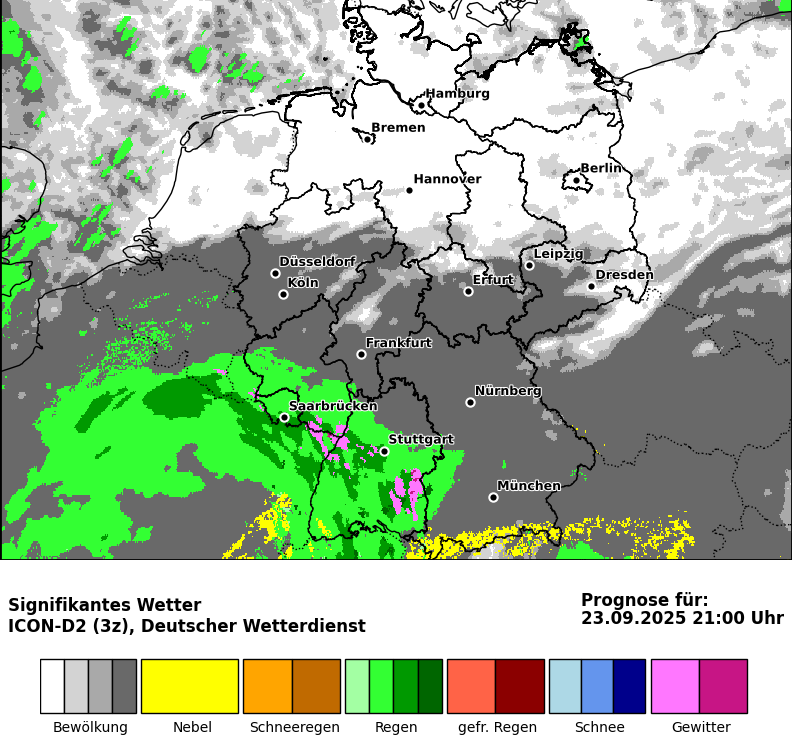 Hamburg
Bremen
Berlin
Hannover
Leipzig
Düsseldorf
Dresden
Köln
Erfurt
Frankfurt
Nürnberg
Saarbrücken
Stuttgart
München
Signifikantes Wetter
ICON-D2 (3z), Deutscher Wetterdienst
Prognose für:
23.09.2025 21:00 Uhr
Bewölkung Nebel Schneeregen Regen gefr. Regen Schnee Gewitter